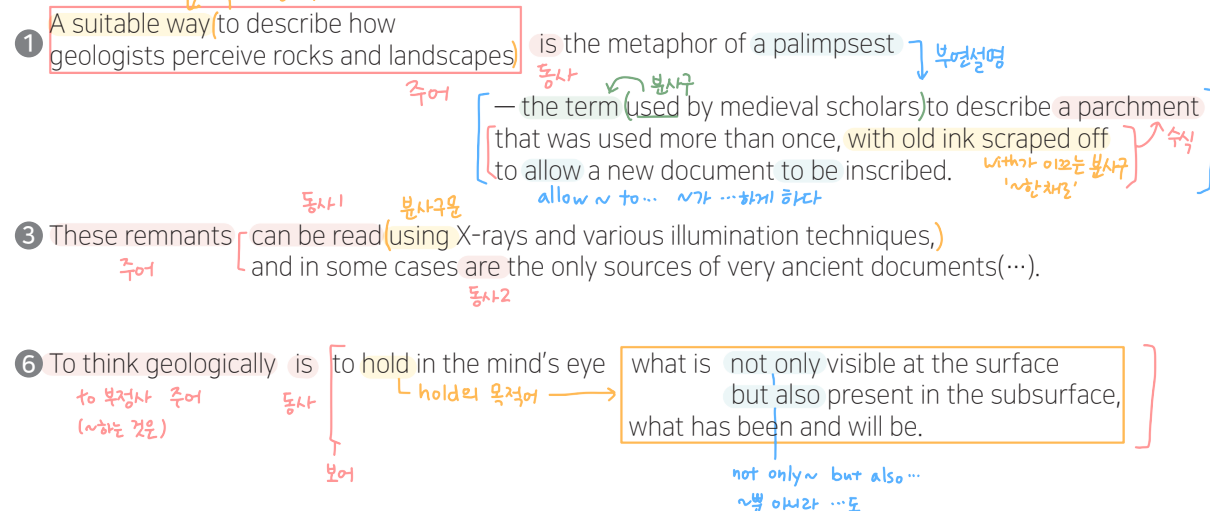 A suitable way (to describe how
① geologists perceive rocks and landscapes) is the metaphor of a palimpsest
주어
동사
부연설명
분사구
— the term (used by medieval scholars) to describe a parchment
that was used more than once, with old ink scraped off
수식
to allow a new document to be inscribed.
with가 이끄는 분사구
'~한 채로'
allow ~ to… ~가 …하게 하다
동사1
분사구문
③ These remnants can be read (using X-rays and various illumination techniques,)
주어
and in some cases are the only sources of very ancient documents(…).
동사2
⑥ To think geologically is to hold in the mind's eye what is not only visible at the surface
to 부정사 주어
(~하는 것은)
동사
hold의 목적어
but also present in the subsurface,
what has been and will be.
보어
not only ~ but also …
~뿐 아니라 …도